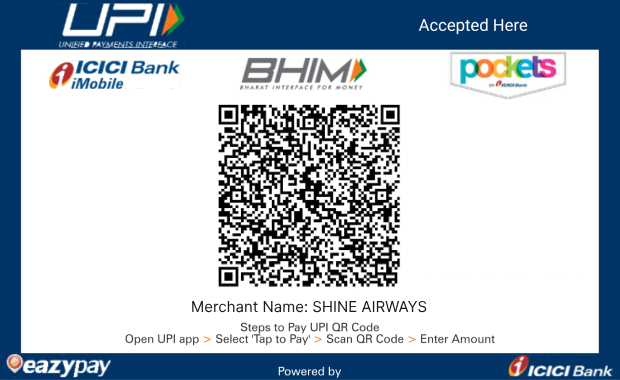 UPI
UNIFIED PAYMENTS INTERFACE
Accepted Here
ICICI Bank
iMobile
BHIM
BHARAT INTERFACE FOR MONEY
pockets
by ICICI Bank
Merchant Name: SHINE AIRWAYS
Steps to Pay UPI QR Code
Open UPI app > Select 'Tap to Pay' > Scan QR Code > Enter Amount
eazypay
Powered by
ICICI Bank